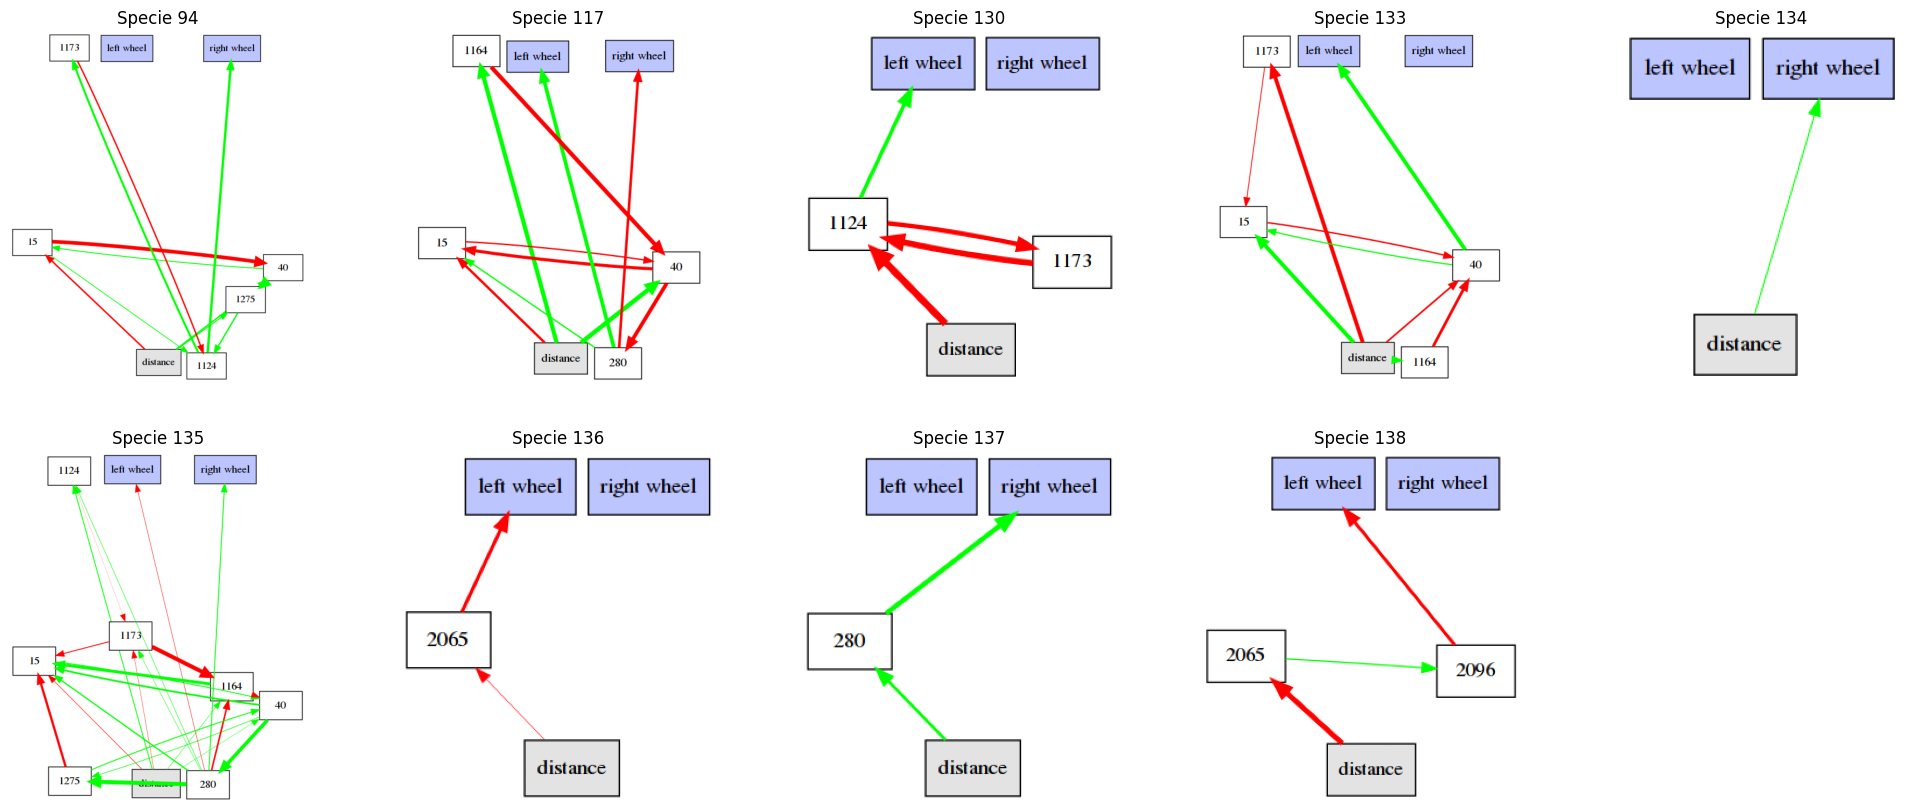 Specie 94
1173
left wheel
right wheel
15
40
1275
distance
1124
Specie 117
1164
left wheel
right wheel
15
40
distance
280
Specie 130
left wheel
right wheel
1124
1173
distance
Specie 133
1173
left wheel
right wheel
15
40
distance
1164
Specie 134
left wheel
right wheel
distance
Specie 135
1124
left wheel
right wheel
1173
15
1164
40
1275
distance
280
Specie 136
left wheel
right wheel
2065
distance
Specie 137
left wheel
right wheel
280
distance
Specie 138
left wheel
right wheel
2065
2096
distance